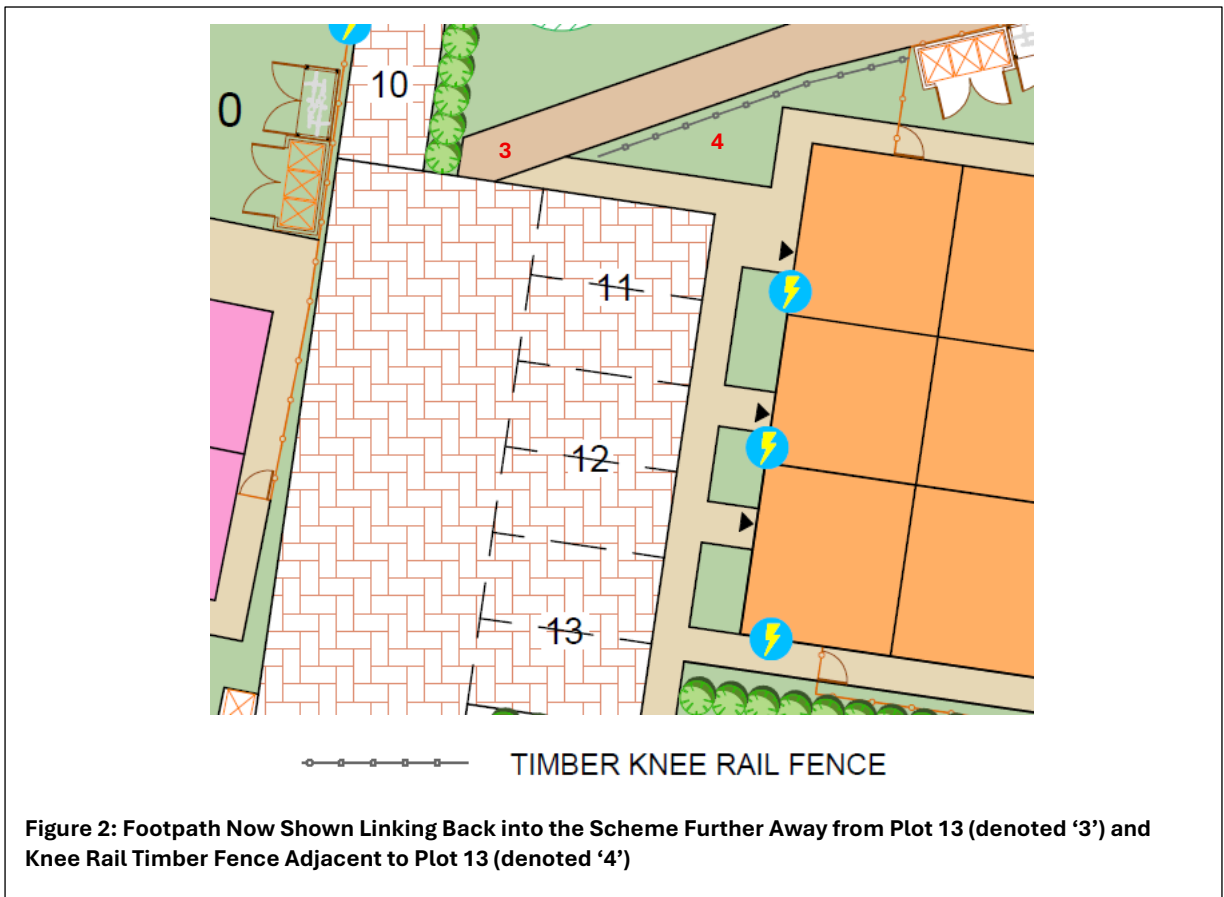 10
0
3
4
11
12
13
TIMBER KNEE RAIL FENCE
Figure 2: Footpath Now Shown Linking Back into the Scheme Further Away from Plot 13 (denoted ‘3’) and
Knee Rail Timber Fence Adjacent to Plot 13 (denoted ‘4’)